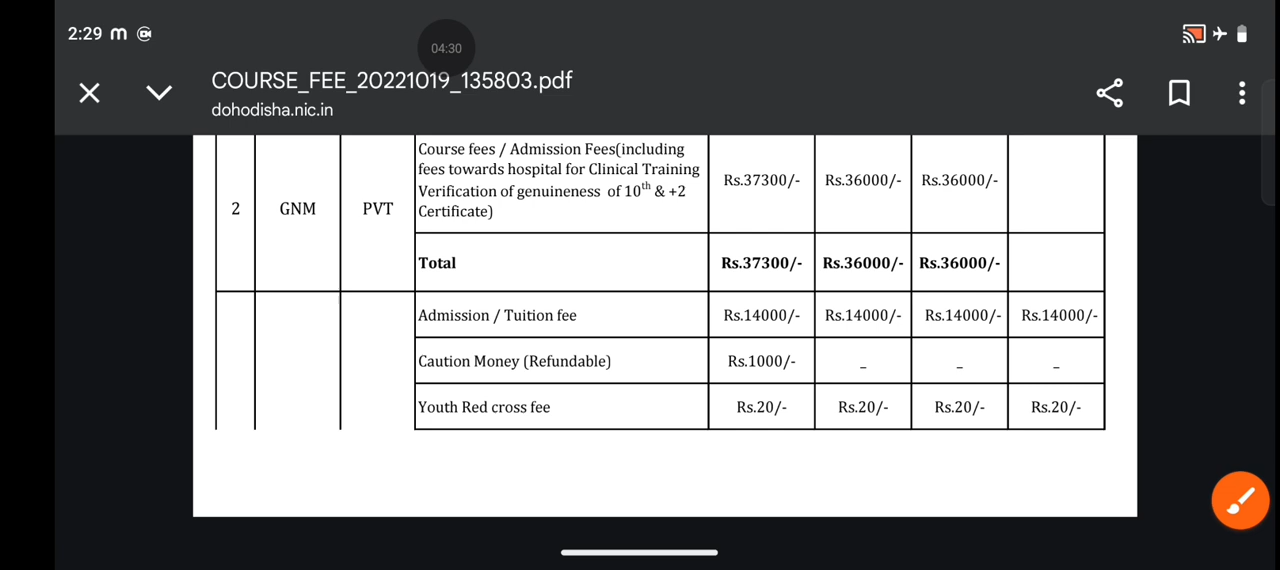 2:29 m
04:30
COURSE_FEE_20221019_135803.pdf
dohodisha.nic.in
Course fees / Admission Fees(including
fees towards hospital for Clinical Training
Verification of genuineness of 10th & +2
Certificate)
Rs.37300/- Rs.36000/- Rs.36000/-
2 GNM PVT
Total Rs.37300/- Rs.36000/- Rs.36000/-
Admission / Tuition fee Rs.14000/- Rs.14000/- Rs.14000/- Rs.14000/-
Caution Money (Refundable) Rs.1000/- _ _ _
Youth Red cross fee Rs.20/- Rs.20/- Rs.20/- Rs.20/-